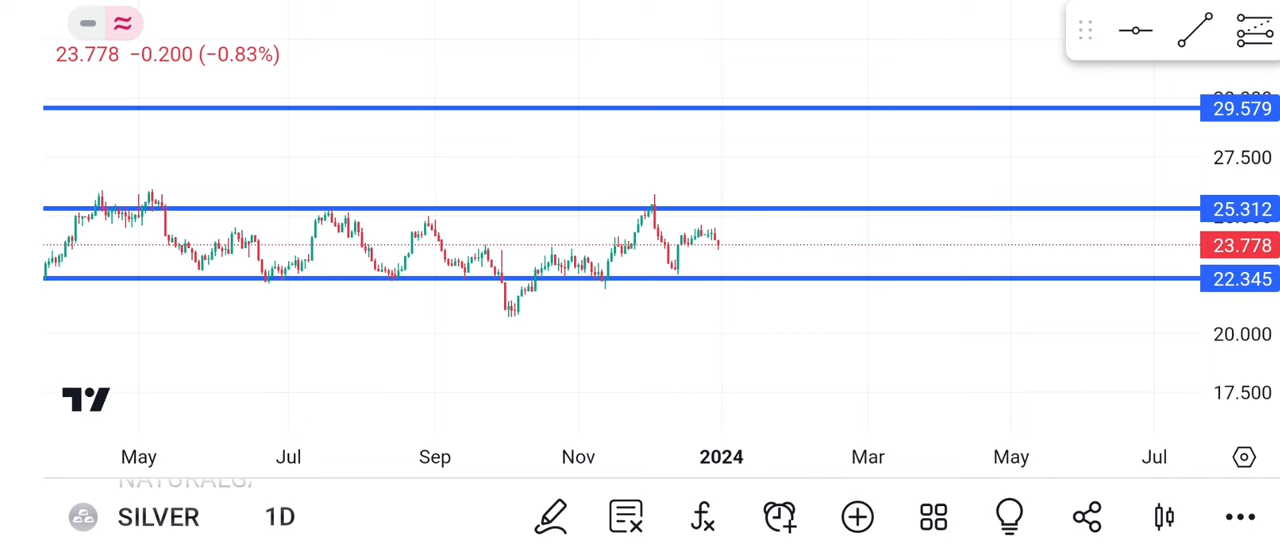 23.778 −0.200 (−0.83%)
29.579
27.500
25.312
23.778
22.345
20.000
17.500
May Jul Sep Nov 2024 Mar May Jul
SILVER 1D